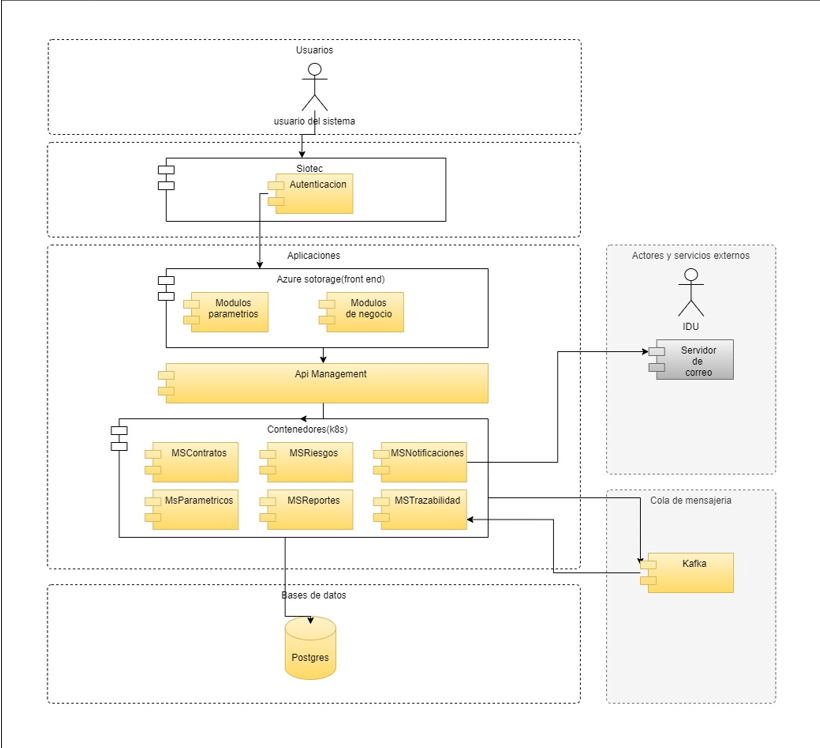 Usuarios
usuario del sistema
Siotec
Autenticacion
Aplicaciones
Azure sotorage(front end)
Modulos
parametrios
Modulos
de negocio
Api Management
Contenedores(k8s)
MSContratos
MSRiesgos
MSNotificaciones
MsParametricos
MSReportes
MSTrazabilidad
Bases de datos
Postgres
Actores y servicios externos
IDU
Servidor
de
correo
Cola de mensajeria
Kafka